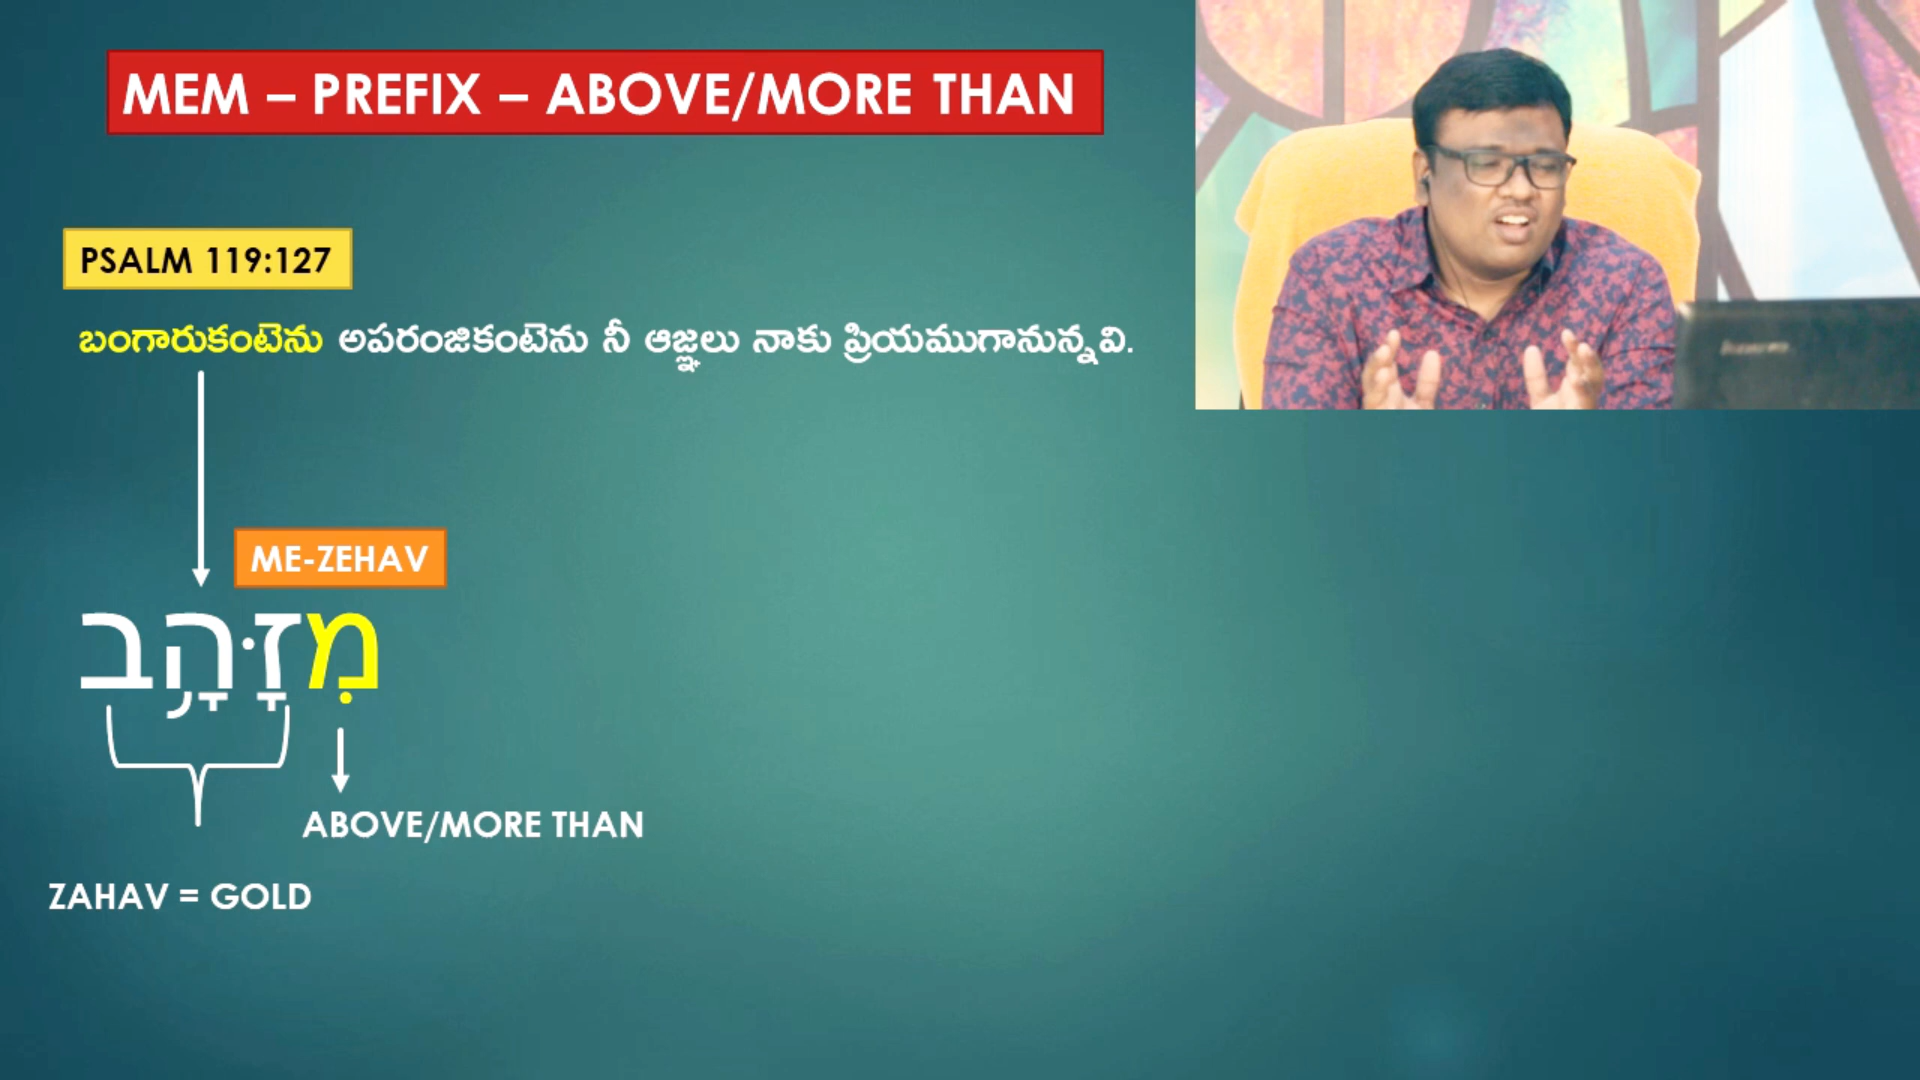 MEM – PREFIX – ABOVE/MORE THAN
PSALM 119:127
బంగారుకంటెను అపరంజికంటెను నీ ఆజ్ఞలు నాకు ప్రియముగానున్నవి.
ME-ZEHAV
מִזָּהָ֥ב
ABOVE/MORE THAN
ZAHAV = GOLD